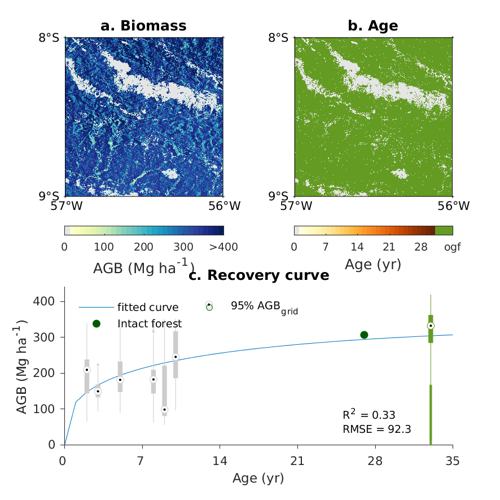 a. Biomass
b. Age
8°S
9°S
57°W
56°W
8°S
9°S
57°W
56°W
0 100 200 300 >400
AGB (Mg ha⁻¹)
0 7 14 21 28 ogf
Age (yr)
c. Recovery curve
fitted curve
95% AGB_grid
Intact forest
AGB (Mg ha⁻¹)
400
300
200
100
0
R² = 0.33
RMSE = 92.3
0 7 14 21 28 35
Age (yr)